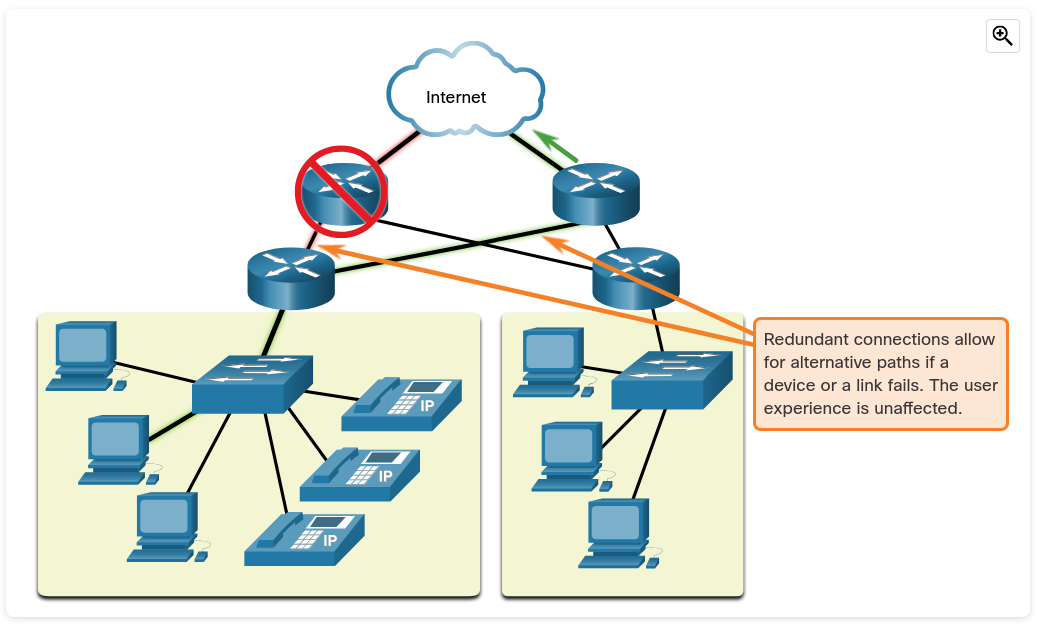 Internet
Redundant connections allow
for alternative paths if a
device or a link fails. The user
experience is unaffected.
IP
IP
IP